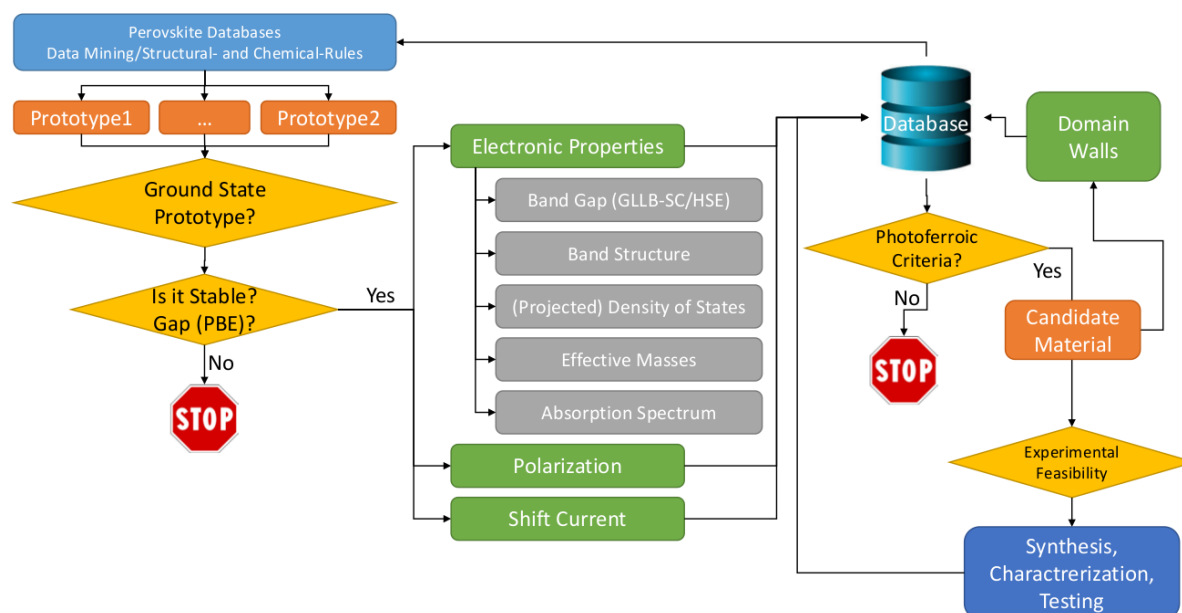 Perovskite Databases
Data Mining/Structural- and Chemical-Rules
Prototype1
...
Prototype2
Ground State
Prototype?
Is it Stable?
Gap (PBE)?
Yes
No
STOP
Electronic Properties
Band Gap (GLLB-SC/HSE)
Band Structure
(Projected) Density of States
Effective Masses
Absorption Spectrum
Polarization
Shift Current
Database
Domain
Walls
Photoferroic
Criteria?
Yes
No
STOP
Candidate
Material
Experimental
Feasibility
Synthesis,
Charactrerization,
Testing